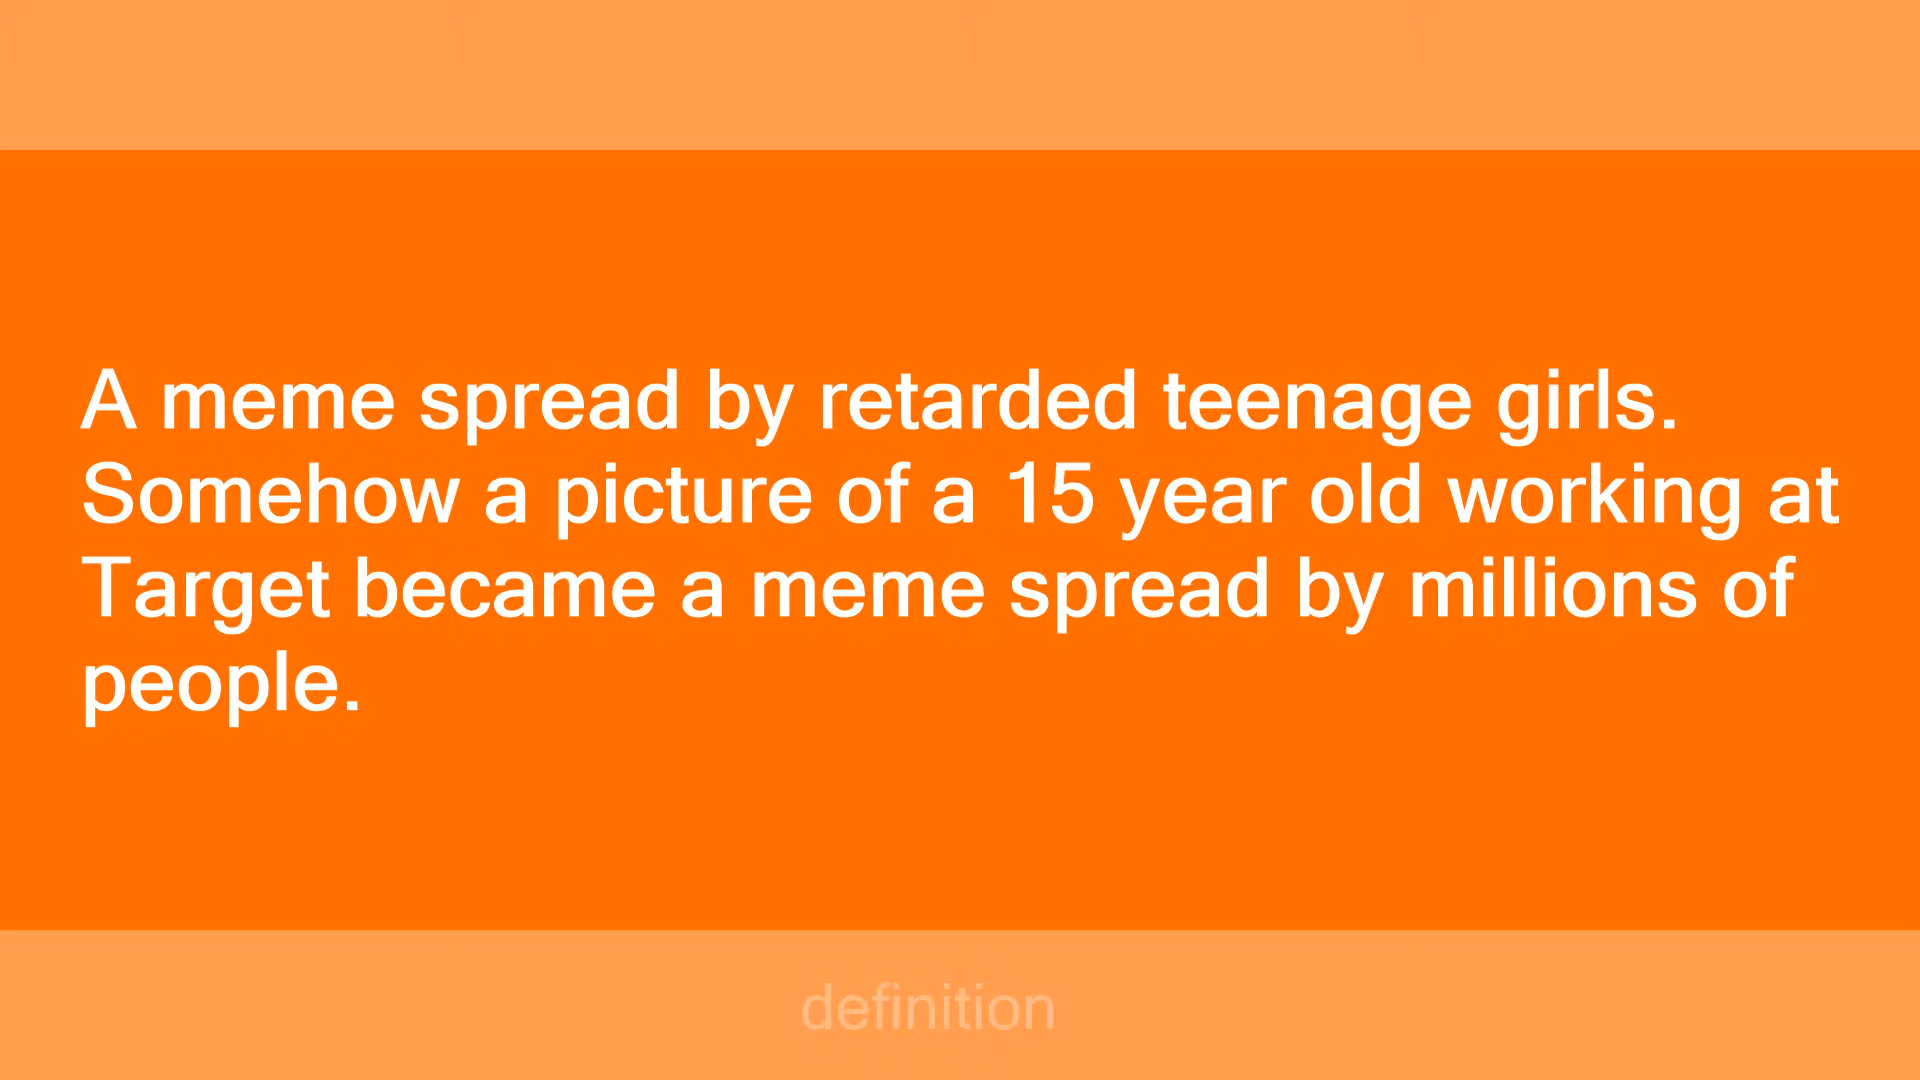 A meme spread by retarded teenage girls.
Somehow a picture of a 15 year old working at
Target became a meme spread by millions of
people.
definition